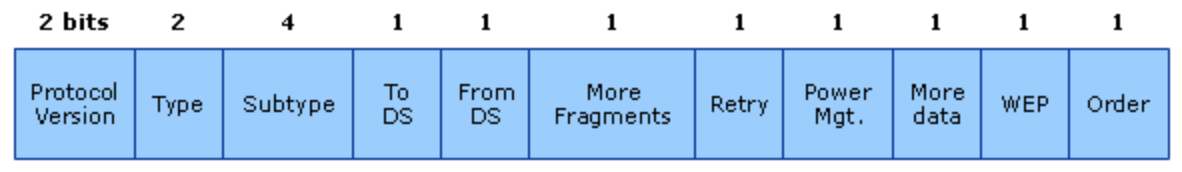 2 bits 2 4 1 1 1 1 1 1 1 1
Protocol Version Type Subtype To DS From DS More Fragments Retry Power Mgt. More data WEP Order